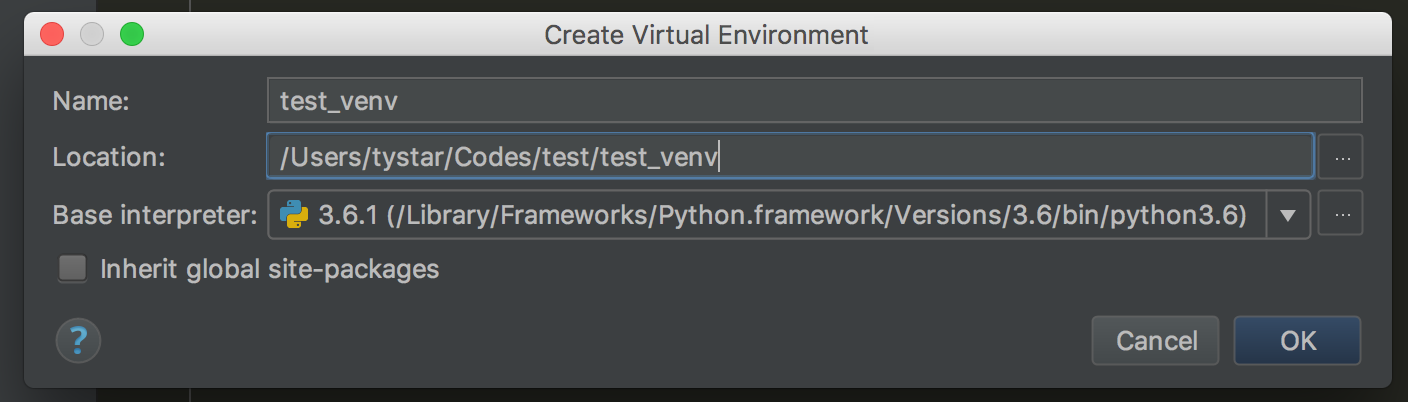 Create Virtual Environment
Name: test_venv
Location: /Users/tystar/Codes/test/test_venv ...
Base interpreter: 3.6.1 (/Library/Frameworks/Python.framework/Versions/3.6/bin/python3.6) ...
Inherit global site-packages
? Cancel OK